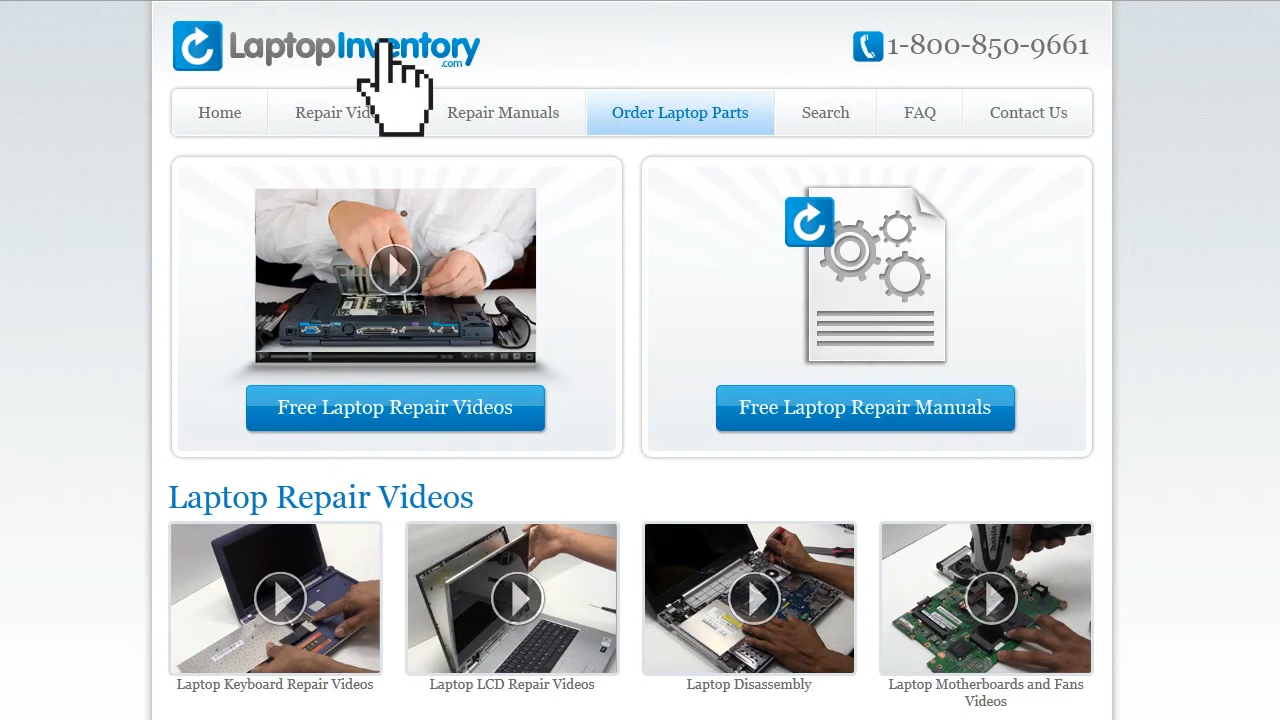 LaptopInventory
.com
1-800-850-9661
Home
Repair Vid
Repair Manuals
Order Laptop Parts
Search
FAQ
Contact Us
Free Laptop Repair Videos
Free Laptop Repair Manuals
Laptop Repair Videos
Laptop Keyboard Repair Videos
Laptop LCD Repair Videos
Laptop Disassembly
Laptop Motherboards and Fans
Videos